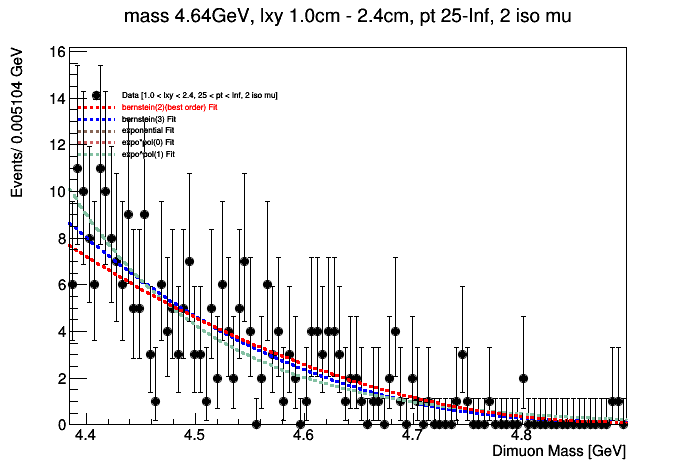 mass 4.64GeV, lxy 1.0cm - 2.4cm, pt 25-Inf, 2 iso mu
Events/ 0.005104 GeV
16
14
12
10
8
6
4
2
0
Data [1.0 < lxy < 2.4, 25 < pt < Inf, 2 iso mu]
bernstein(2)(best order) Fit
bernstein(3) Fit
exponential Fit
expo*pol(0) Fit
expo*pol(1) Fit
4.4 4.5 4.6 4.7 4.8
Dimuon Mass [GeV]